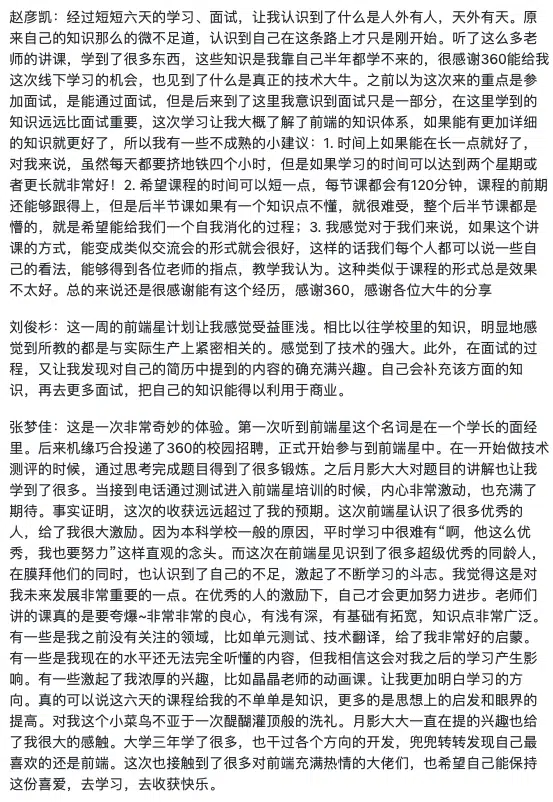 赵彦凯：经过短短六天的学习、面试，让我认识到了什么是人外有人，天外有天。原
来自己的知识那么的微不足道，认识到自己在这条路上才只是刚开始。听了这么多老
师的讲课，学到了很多东西，这些知识是我靠自己半年都学不来的，很感谢360能给我
这次线下学习的机会，也见到了什么是真正的技术大牛。之前以为这次来的重点是参
加面试，是能通过面试，但是后来到了这里我意识到面试只是一部分，在这里学到的
知识远远比面试重要，这次学习让我大概了解了前端的知识体系，如果能有更加详细
的知识就更好了，所以我有一些不成熟的小建议：1. 时间上如果能在长一点就好了，
对我来说，虽然每天都要挤地铁四个小时，但是如果学习的时间可以达到两个星期或
者更长就非常好！2. 希望课程的时间可以短一点，每节课都会有120分钟，课程的前期
还能够跟得上，但是后半节课如果有一个知识点不懂，就很难受，整个后半节课都是
懵的，就是希望能给我们一个自我消化的过程；3. 我感觉对于我们来说，如果这个讲
课的方式，能变成类似交流会的形式就会很好，这样的话我们每个人都可以说一些自
己的看法，能够得到各位老师的指点，教学我认为。这种类似于课程的形式总是效果
不太好。总的来说还是很感谢能有这个经历，感谢360，感谢各位大牛的分享
刘俊杉：这一周的前端星计划让我感觉受益匪浅。相比以往学校里的知识，明显地感
觉到所教的都是与实际生产上紧密相关的。感觉到了技术的强大。此外，在面试的过
程，又让我发现对自己的简历中提到的内容的确充满兴趣。自己会补充该方面的知
识，再去更多面试，把自己的知识能得以利用于商业。
张梦佳：这是一次非常奇妙的体验。第一次听到前端星这个名词是在一个学长的面经
里。后来机缘巧合投递了360的校园招聘，正式开始参与到前端星中。在一开始做技术
测评的时候，通过思考完成题目得到了很多锻炼。之后月影大大对题目的讲解也让我
学到了很多。当接到电话通过测试进入前端星培训的时候，内心非常激动，也充满了
期待。事实证明，这次的收获远远超过了我的预期。这次前端星认识了很多优秀的
人，给了我很大激励。因为本科学校一般的原因，平时学习中很难有“啊，他这么优
秀，我也要努力”这样直观的念头。而这次在前端星见识到了很多超级优秀的同龄人，
在膜拜他们的同时，也认识到了自己的不足，激起了不断学习的斗志。我觉得这是对
我未来发展非常重要的一点。在优秀的人的激励下，自己才会更加努力进步。老师们
讲的课真的是要夸爆~非常非常的良心，有浅有深，有基础有拓宽，知识点非常广泛。
有一些是我之前没有关注的领域，比如单元测试、技术翻译，给了我非常好的启蒙。
有一些是我现在的水平还无法完全听懂的内容，但我相信这会对我之后的学习产生影
响。有一些激起了我浓厚的兴趣，比如晶晶老师的动画课。让我更加明白学习的方
向。真的可以说这六天的课程给我的不单单是知识，更多的是思想上的启发和眼界的
提高。对我这个小菜鸟不亚于一次醍醐灌顶般的洗礼。月影大大一直在提的兴趣也给
了我很大的感触。大学三年学了很多，也干过各个方向的开发，兜兜转转发现自己最
喜欢的还是前端。这次也接触到了很多对前端充满热情的大佬们，也希望自己能保持
这份喜爱，去学习，去收获快乐。